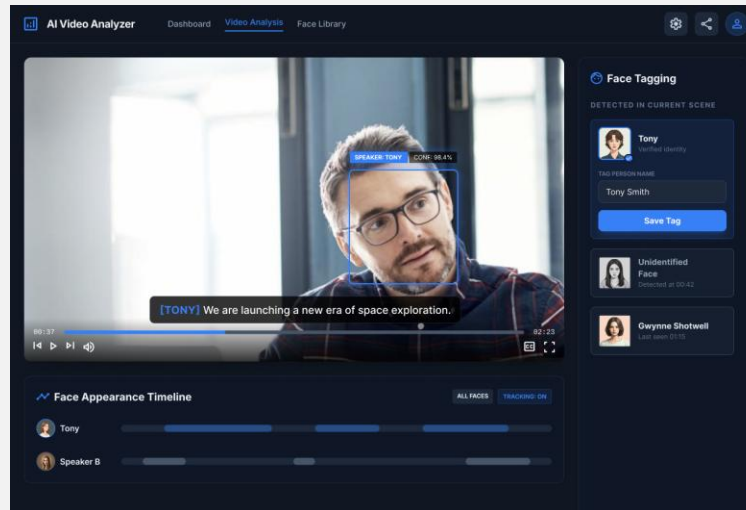 AI Video Analyzer
Dashboard Video Analysis Face Library
SPEAKER: TONY CONF: 98.4%
[TONY] We are launching a new era of space exploration.
00:37 02:23
CC
Face Appearance Timeline
ALL FACES TRACKING: ON
Tony
Speaker B
Face Tagging
DETECTED IN CURRENT SCENE
Tony
Verified identity
TAG PERSON NAME
Tony Smith
Save Tag
Unidentified
Face
Detected at 00:42
Gwynne Shotwell
Last seen 01:15